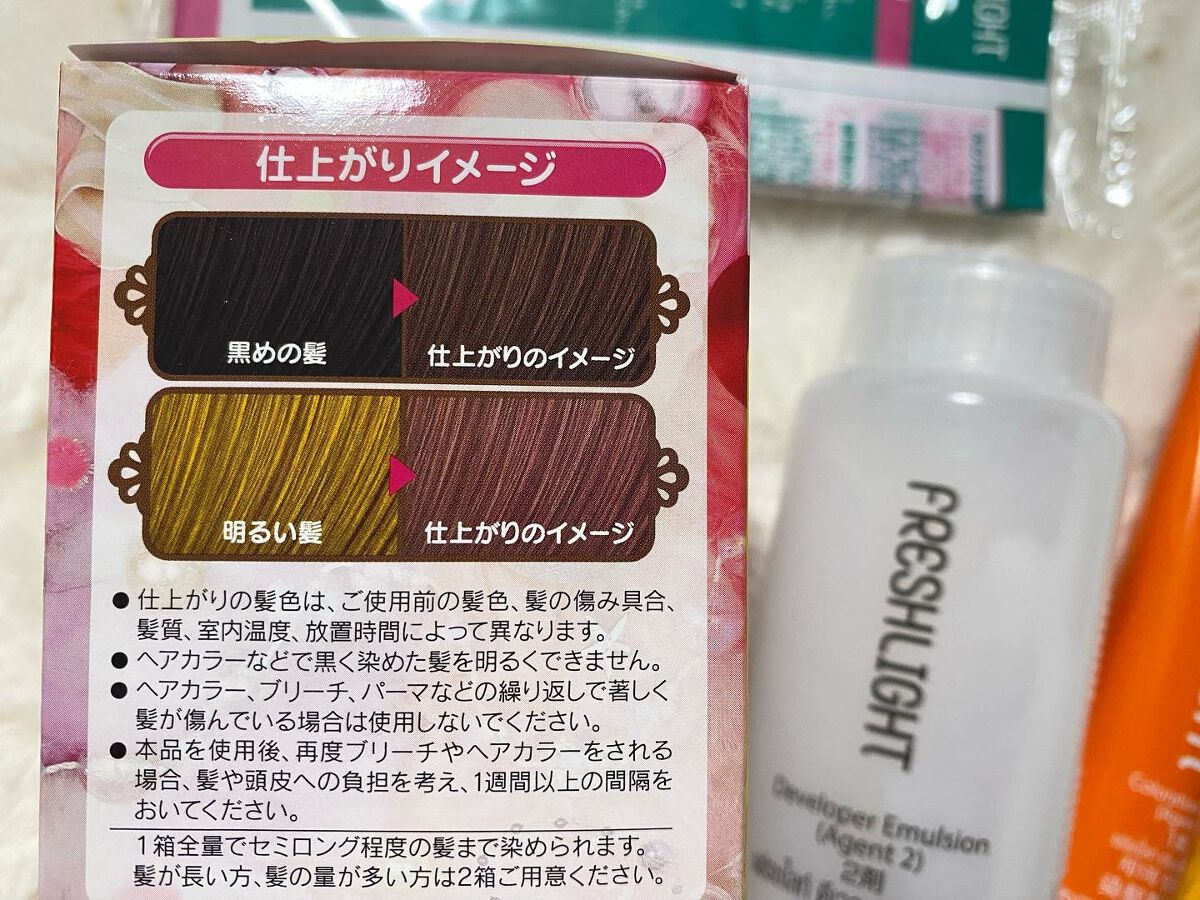 仕上がりイメージ
黒めの髪
仕上がりのイメージ
明るい髪
仕上がりのイメージ
● 仕上がりの髪色は、ご使用前の髪色、髪の傷み具合、
髪質、室内温度、放置時間によって異なります。
● ヘアカラーなどで黒く染めた髪を明るくできません。
● ヘアカラー、ブリーチ、パーマなどの繰り返しで著しく
髪が傷んでいる場合は使用しないでください。
● 本品を使用後、再度ブリーチやヘアカラーをされる
場合、髪や頭皮への負担を考え、1週間以上の間隔を
おいてください。
1箱全量でセミロング程度の髪まで染められます。
髪が長い方、髪の量が多い方は2箱ご用意ください。
FRESHLIGHT
Developer Emulsion
(Agent 2)
2剤